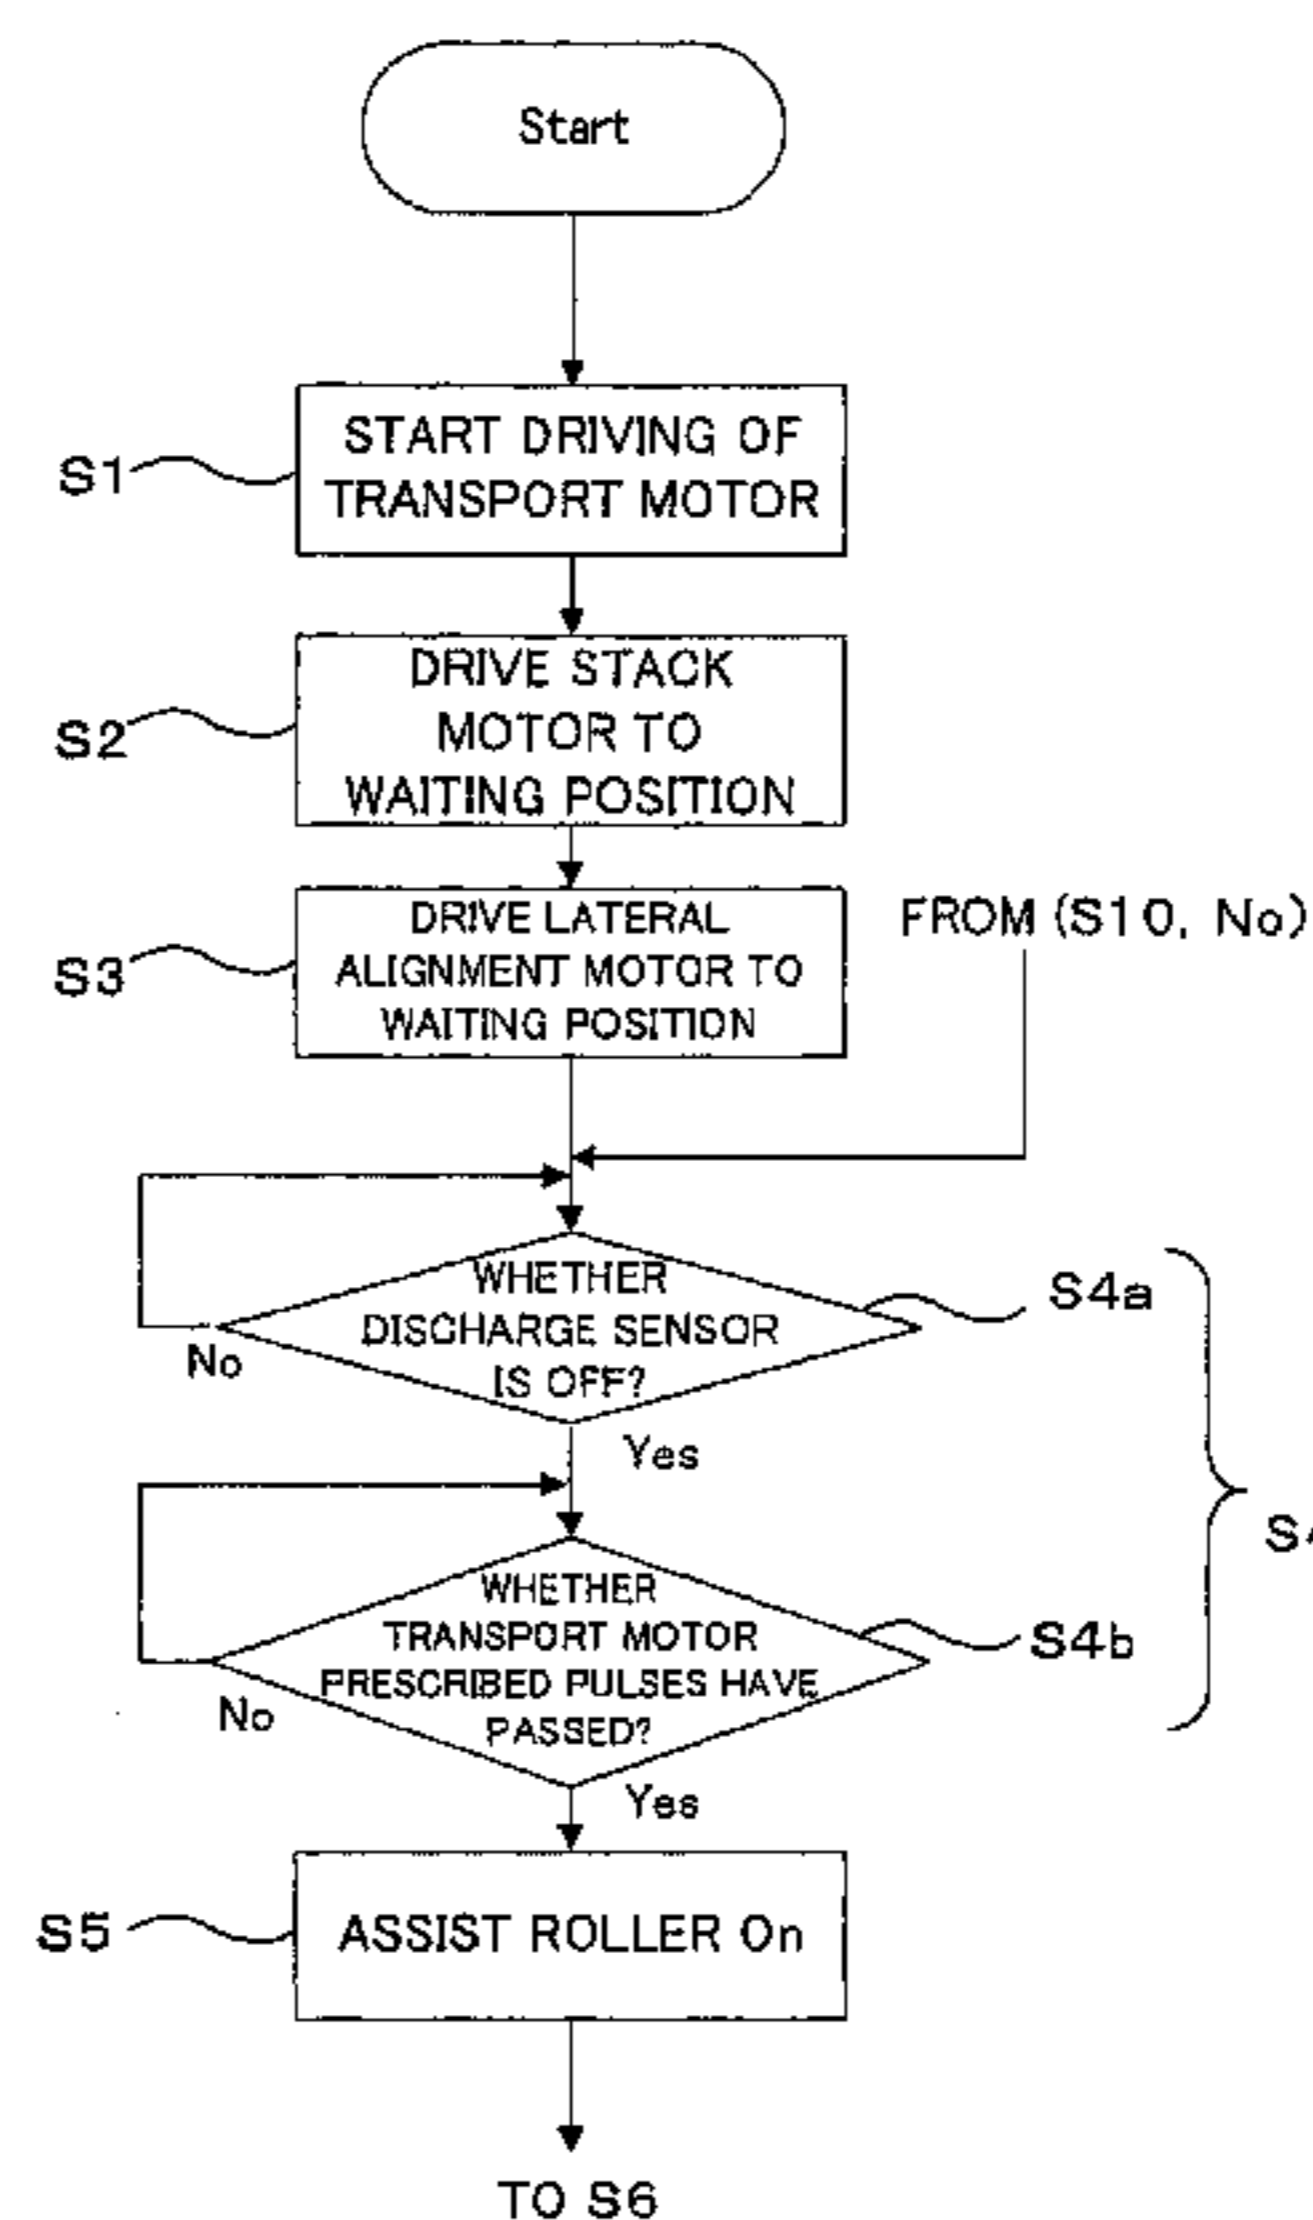 Start
S1
START DRIVING OF
TRANSPORT MOTOR
S2
DRIVE STACK
MOTOR TO
WAITING POSITION
S3
DRIVE LATERAL
ALIGNMENT MOTOR TO
WAITING POSITION
FROM (S10, No)
WHETHER
DISCHARGE SENSOR
IS OFF?
S4a
No
Yes
WHETHER
TRANSPORT MOTOR
PRESCRIBED PULSES HAVE
PASSED?
S4b
No
Yes
S5
ASSIST ROLLER On
TO S6